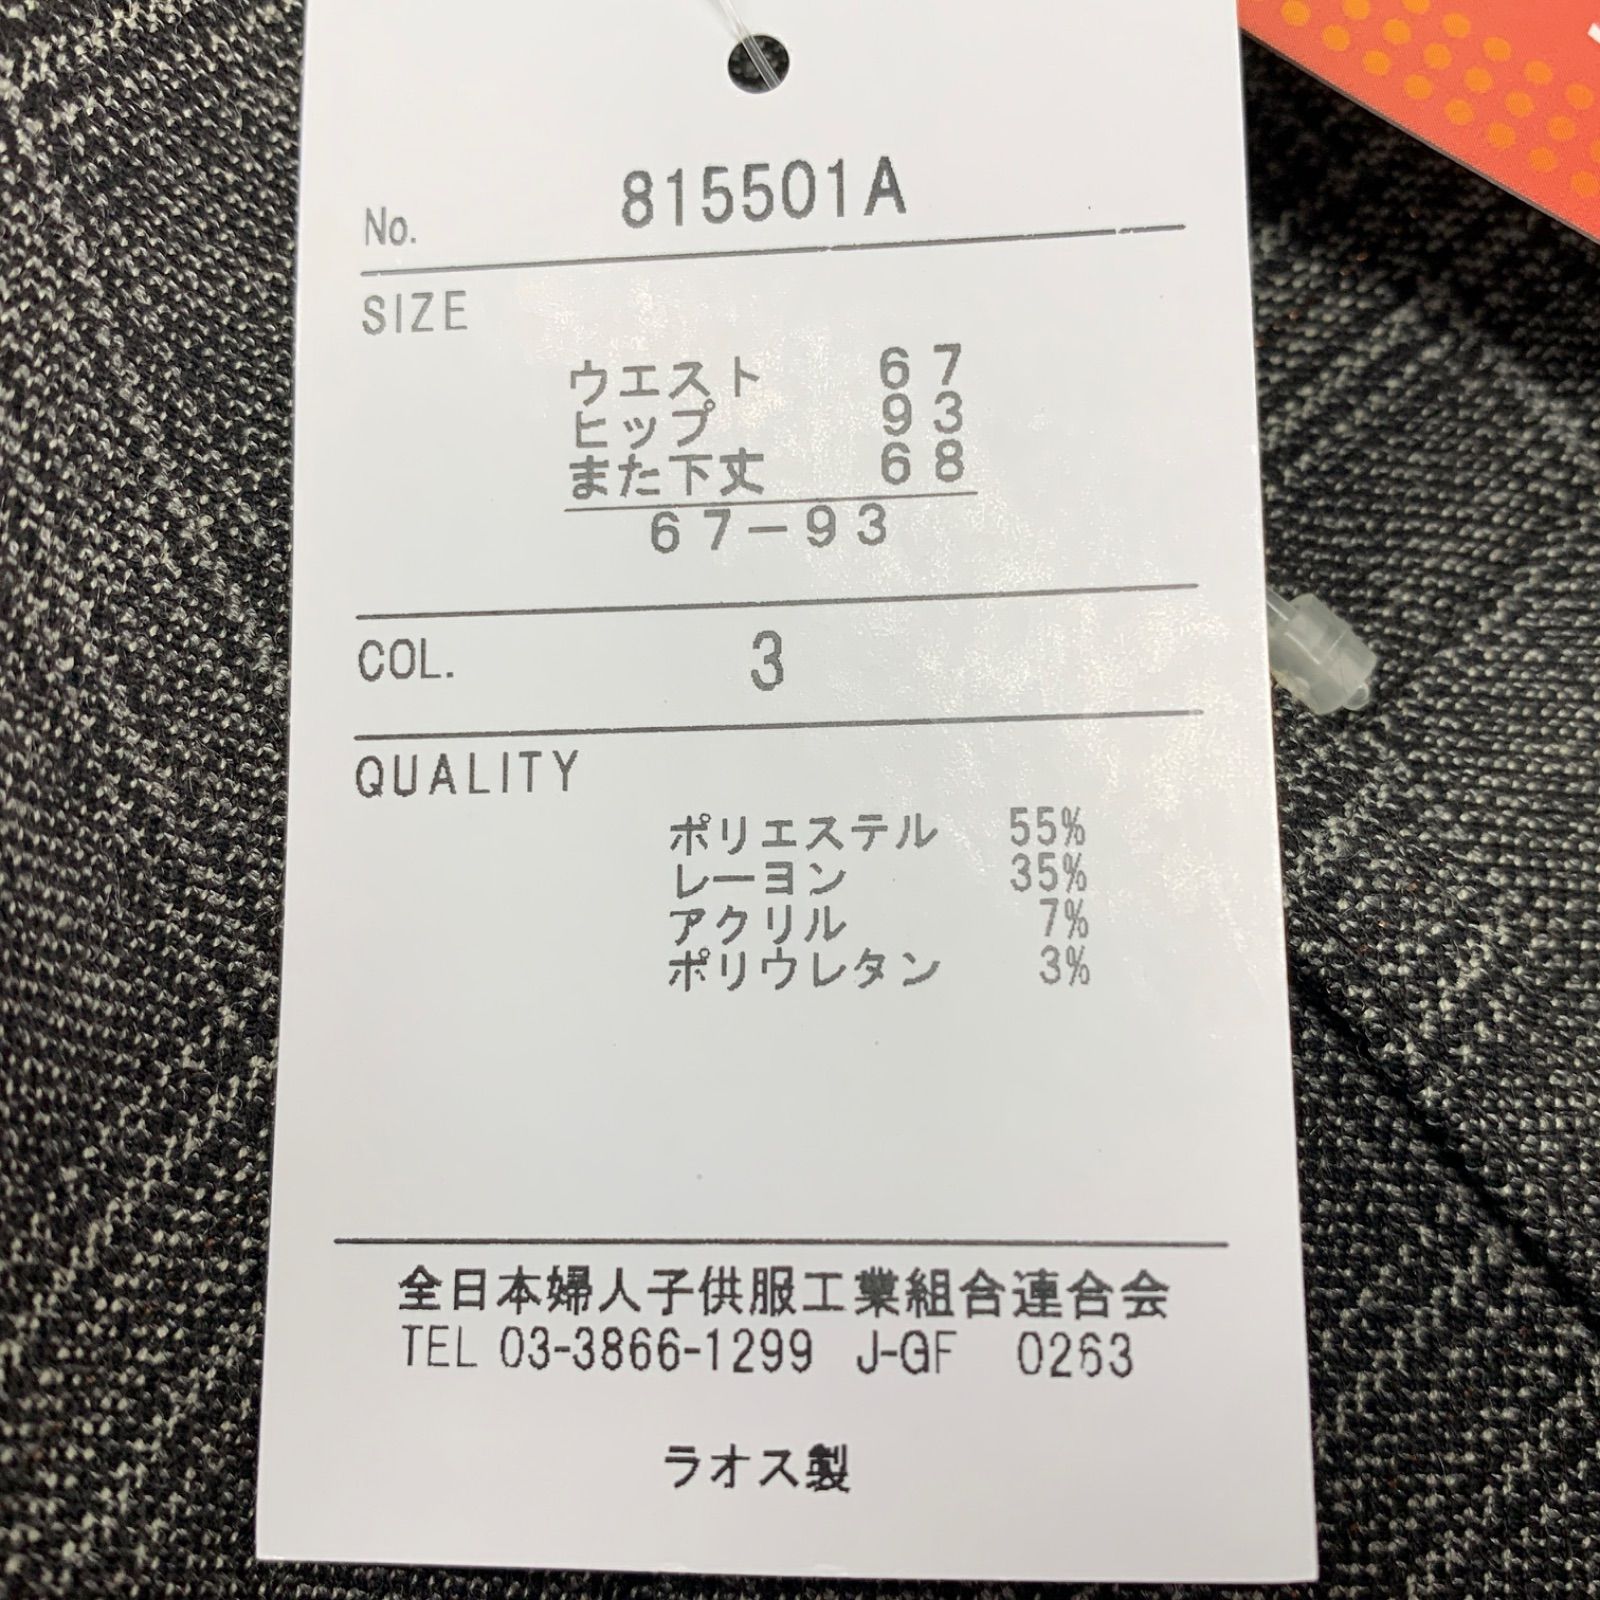 No. 815501A
SIZE
ウエスト 67
ヒップ 93
また下丈 68
67-93
COL. 3
QUALITY
ポリエステル 55%
レーヨン 35%
アクリル 7%
ポリウレタン 3%
全日本婦人子供服工業組合連合会
TEL 03-3866-1299 J-GF 0263
ラオス製